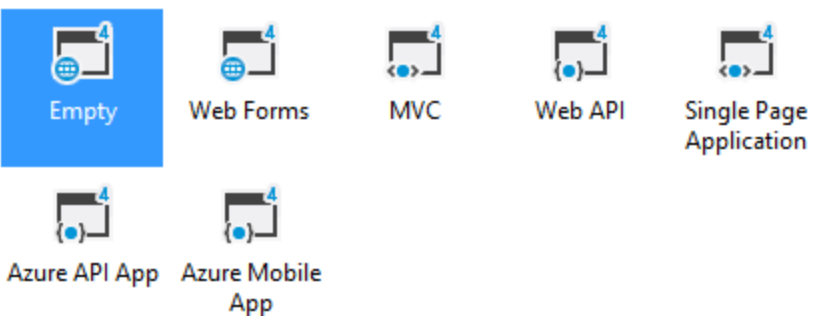 4 4 4 4 4
Empty Web Forms MVC Web API Single Page
Application
4 4
Azure API App Azure Mobile
App